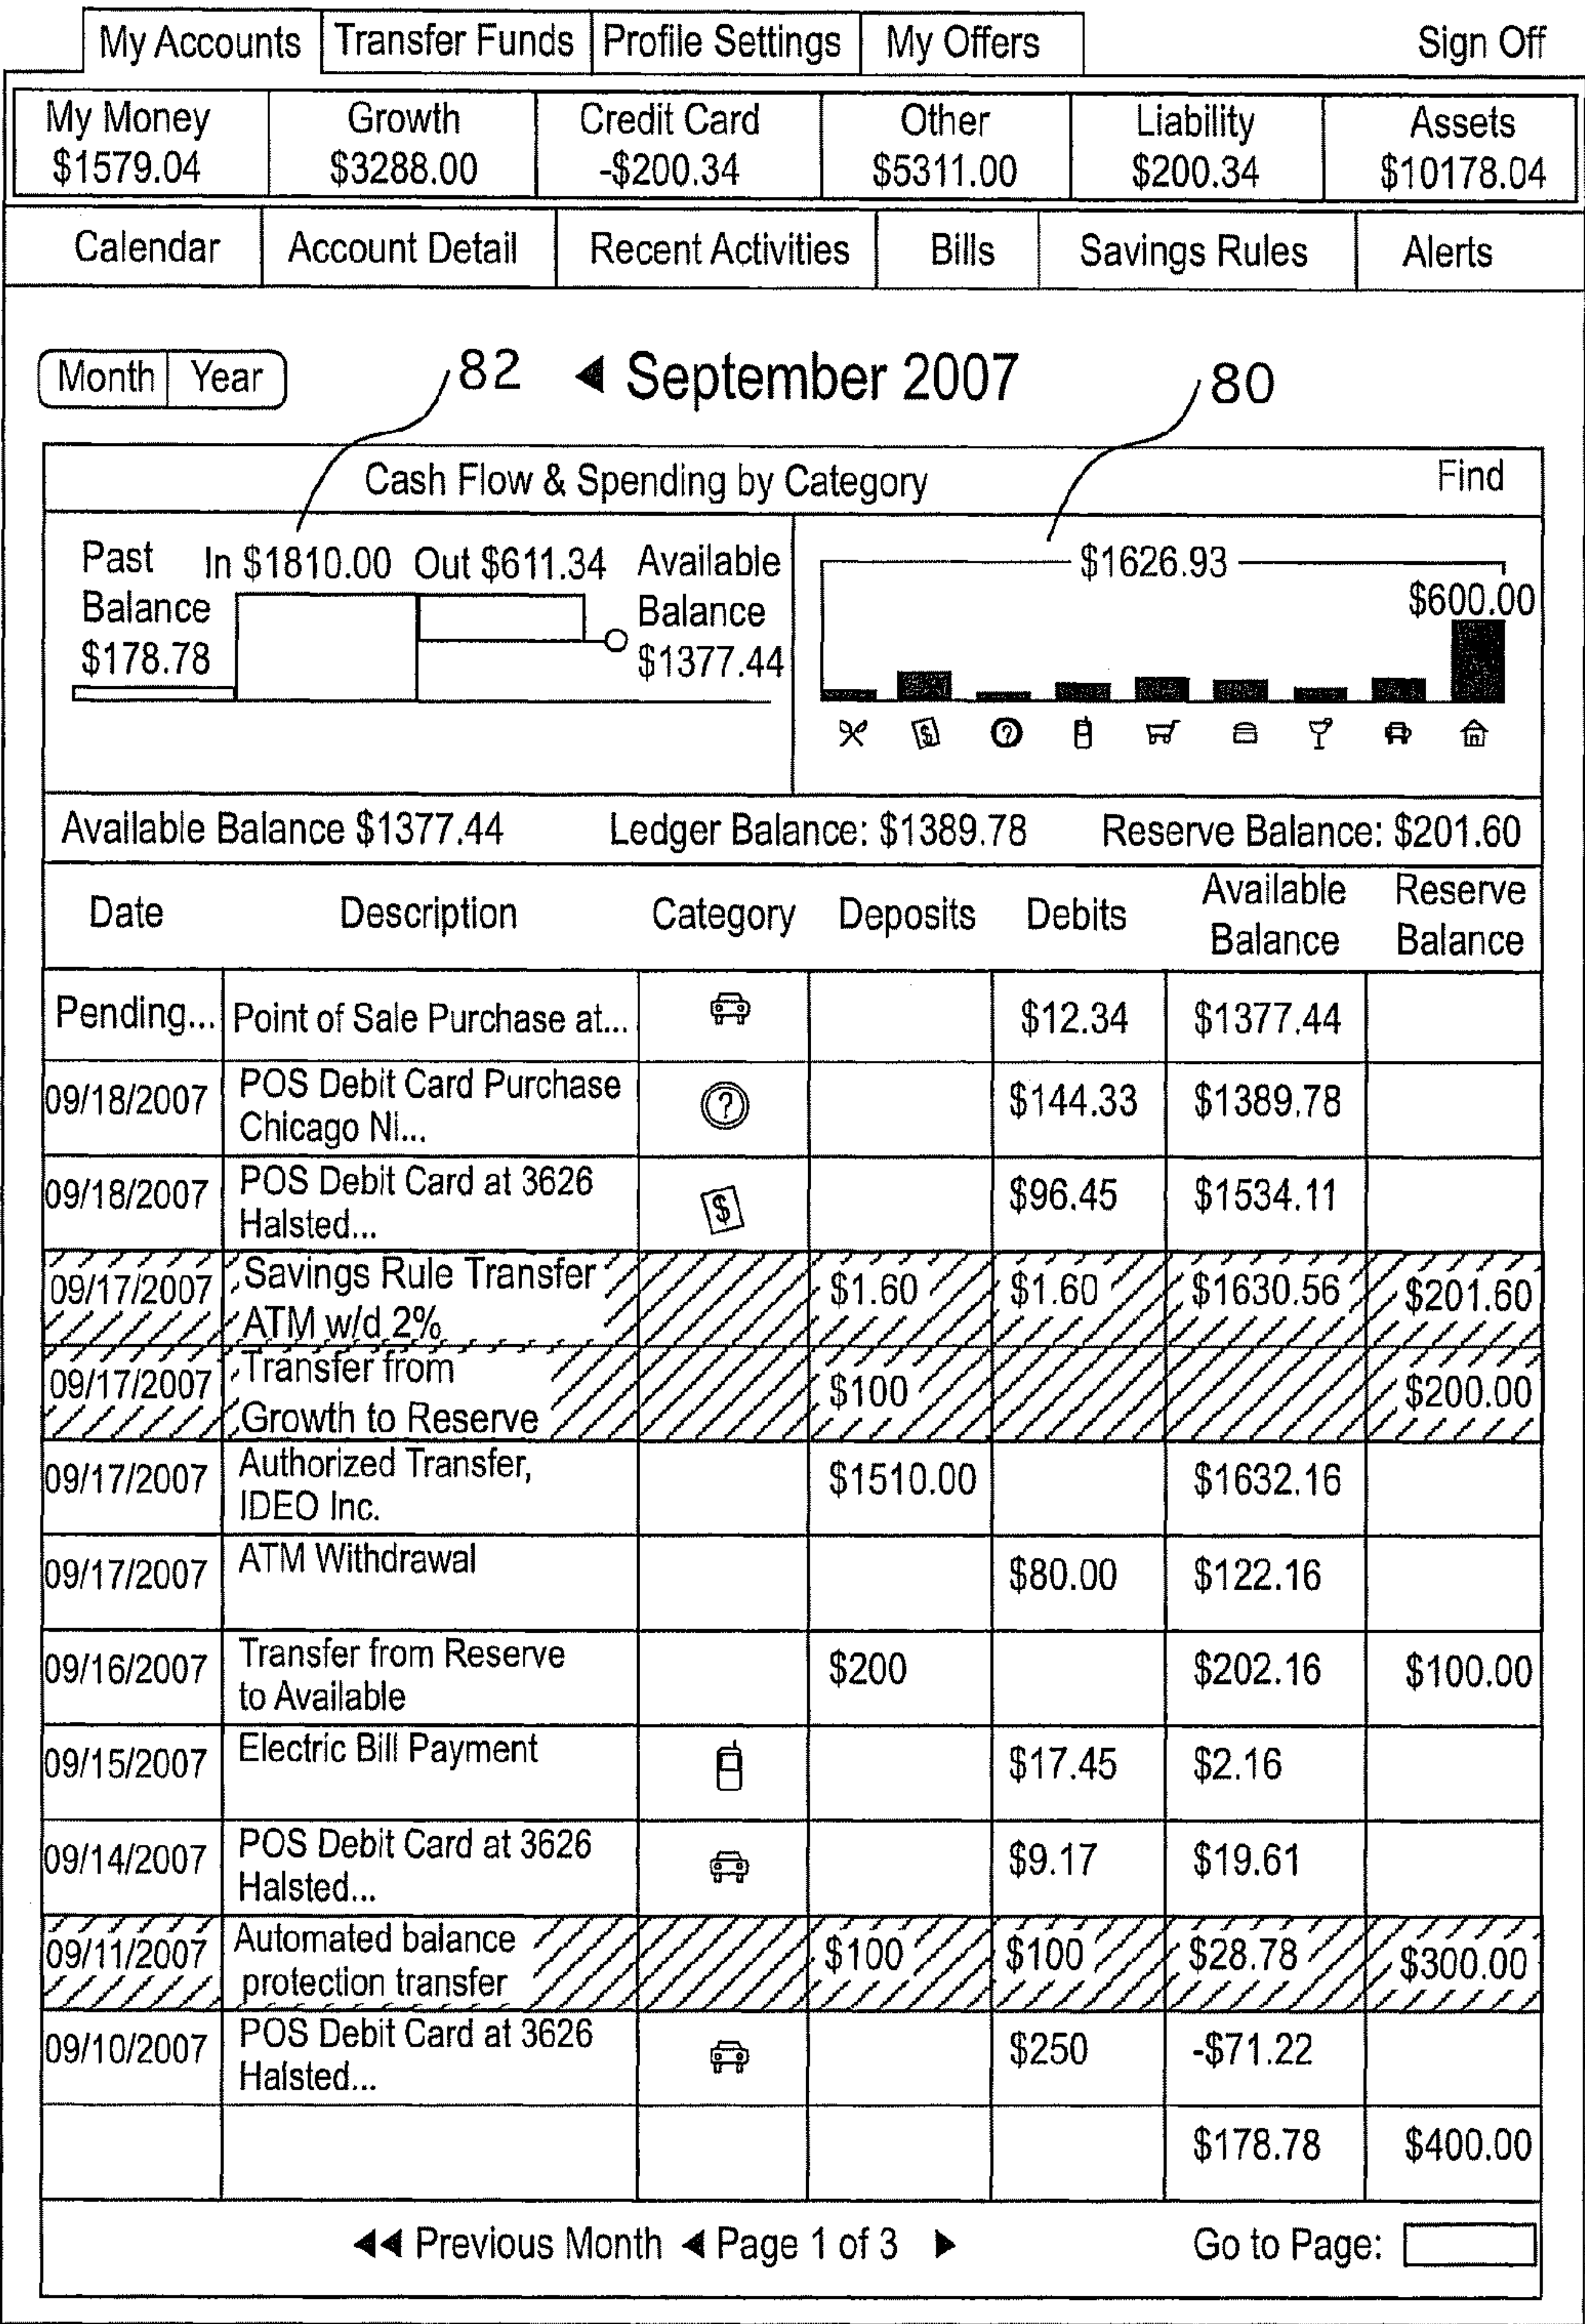 My Accounts Transfer Funds Profile Settings My Offers Sign Off
My Money Growth Credit Card Other Liability Assets
$1579.04 $3288.00 -$200.34 $5311.00 $200.34 $10178.04
Calendar Account Detail Recent Activities Bills Savings Rules Alerts
Month Year 82 September 2007 80
Cash Flow & Spending by Category Find
Past In $1810.00 Out $611.34 Available $1626.93
Balance Balance $600.00
$178.78 $1377.44
Available Balance $1377.44 Ledger Balance: $1389.78 Reserve Balance: $201.60
Date Description Category Deposits Debits Available Balance Reserve Balance
Pending... Point of Sale Purchase at... $12.34 $1377.44
09/18/2007 POS Debit Card Purchase $144.33 $1389.78
Chicago Ni...
09/18/2007 POS Debit Card at 3626 $96.45 $1534.11
Halsted...
09/17/2007 Savings Rule Transfer $1.60 $1.60 $1630.56 $201.60
ATM w/d 2%
09/17/2007 Transfer from $100 $200.00
Growth to Reserve
09/17/2007 Authorized Transfer, $1510.00 $1632.16
IDEO Inc.
09/17/2007 ATM Withdrawal $80.00 $122.16
09/16/2007 Transfer from Reserve $200 $202.16 $100.00
to Available
09/15/2007 Electric Bill Payment $17.45 $2.16
09/14/2007 POS Debit Card at 3626 $9.17 $19.61
Halsted...
09/11/2007 Automated balance $100 $100 $28.78 $300.00
protection transfer
09/10/2007 POS Debit Card at 3626 $250 -$71.22
Halsted...
$178.78 $400.00
Previous Month Page 1 of 3 Go to Page: